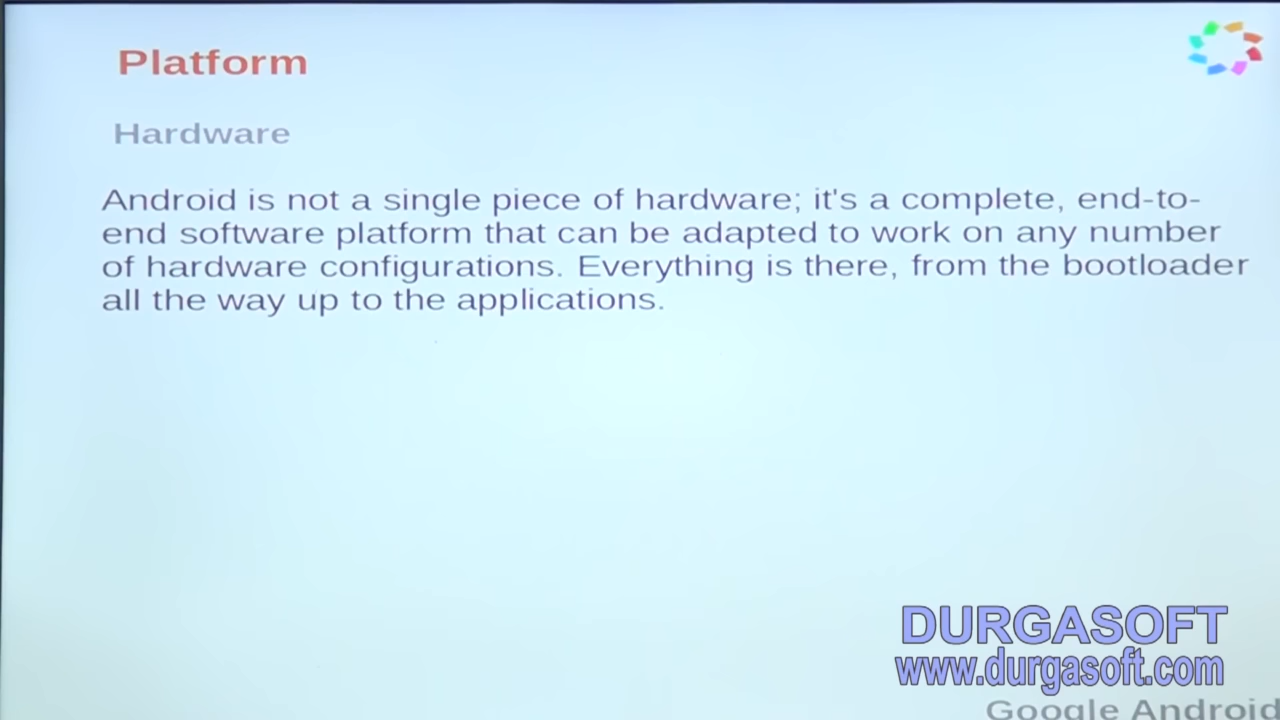 Platform
Hardware
Android is not a single piece of hardware; it's a complete, end-to-
end software platform that can be adapted to work on any number
of hardware configurations. Everything is there, from the bootloader
all the way up to the applications.
DURGASOFT
www.durgasoft.com
Google Android